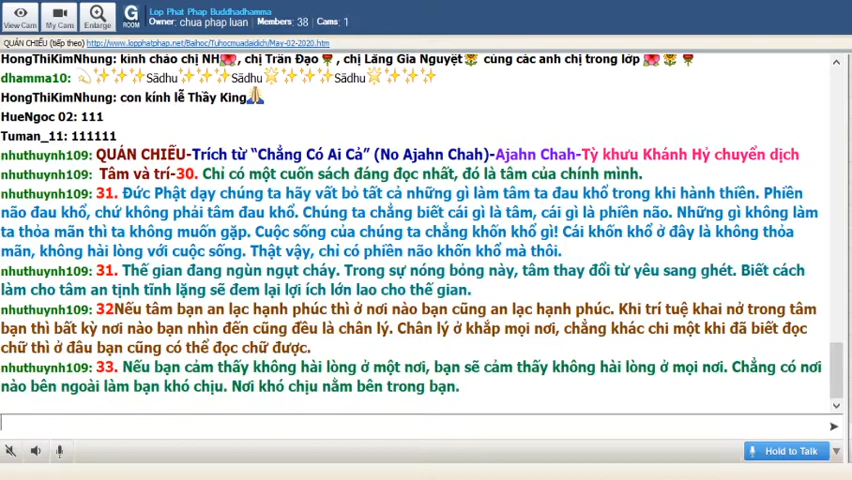 View Cam
My Cam
Enlarge
G
ROOM
Lop Phat Phap Buddhadhamma
Owner: chua phap luan Members: 38 Cams: 1
QUÁN CHIẾU (tiếp theo) http://www.lopphatphap.net/Baihoc/Tuhocmuadaidich/May-02-2020.htm
HongThiKimNhung: kính chào chị NH, chị Trần Đạo, chị Lăng Gia Nguyệt cùng các anh chị trong lớp
dhamma10: Sādhu Sādhu Sādhu
HongThiKimNhung: con kính lễ Thầy King
HueNgoc 02: 111
Tuman_11: 111111
nhuthuynh109: QUÁN CHIẾU-Trích từ “Chẳng Có Ai Cả” (No Ajahn Chah)-Ajahn Chah-Tỳ khưu Khánh Hỷ chuyển dịch
nhuthuynh109: Tâm và trí-30. Chỉ có một cuốn sách đáng đọc nhất, đó là tâm của chính mình.
nhuthuynh109: 31. Đức Phật dạy chúng ta hãy vất bỏ tất cả những gì làm tâm ta đau khổ trong khi hành thiền. Phiền
não đau khổ, chứ không phải tâm đau khổ. Chúng ta chẳng biết cái gì là tâm, cái gì là phiền não. Những gì không làm
ta thỏa mãn thì ta không muốn gặp. Cuộc sống của chúng ta chẳng khốn khổ gì! Cái khốn khổ ở đây là không thỏa
mãn, không hài lòng với cuộc sống. Thật vậy, chỉ có phiền não khốn khổ mà thôi.
nhuthuynh109: 31. Thế gian đang ngùn ngụt cháy. Trong sự nóng bỏng này, tâm thay đổi từ yêu sang ghét. Biết cách
làm cho tâm an tịnh tĩnh lặng sẽ đem lại lợi ích lớn lao cho thế gian.
nhuthuynh109: 32Nếu tâm bạn an lạc hạnh phúc thì ở nơi nào bạn cũng an lạc hạnh phúc. Khi trí tuệ khai nở trong tâm
bạn thì bất kỳ nơi nào bạn nhìn đến cũng đều là chân lý. Chân lý ở khắp mọi nơi, chẳng khác chi một khi đã biết đọc
chữ thì ở đâu bạn cũng có thể đọc chữ được.
nhuthuynh109: 33. Nếu bạn cảm thấy không hài lòng ở một nơi, bạn sẽ cảm thấy không hài lòng ở mọi nơi. Chẳng có nơi
nào bên ngoài làm bạn khó chịu. Nơi khó chịu nằm bên trong bạn.
Hold to Talk